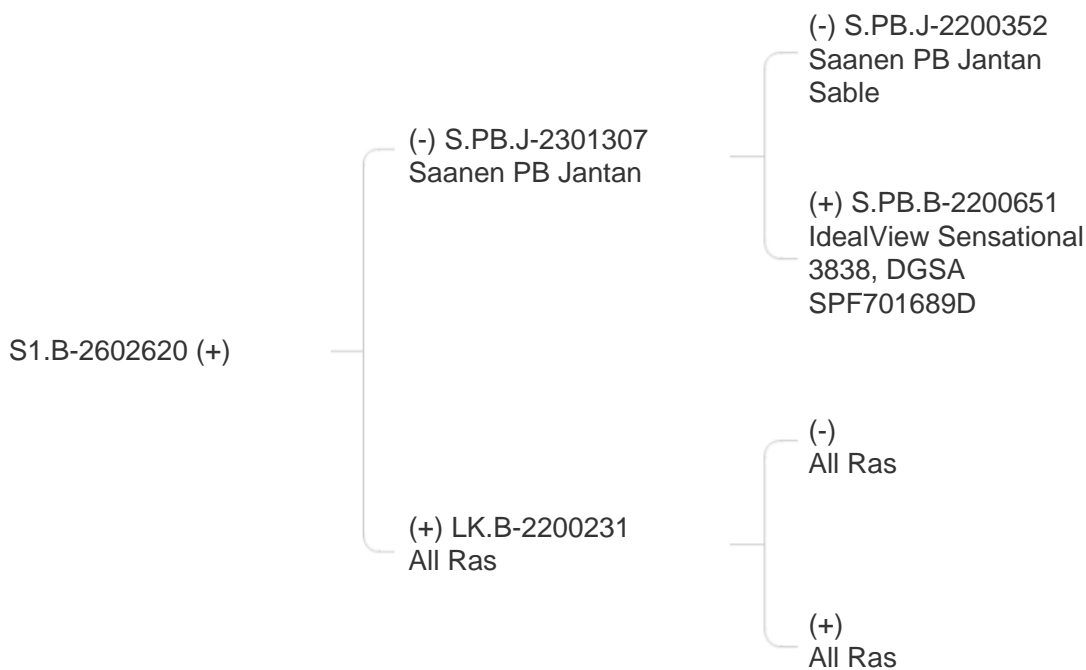 (-) S.PB.J-2200352
Saanen PB Jantan
Sable
(-) S.PB.J-2301307
Saanen PB Jantan
(+) S.PB.B-2200651
IdealView Sensational
3838, DGSA
SPF701689D
S1.B-2602620 (+)
(-)
All Ras
(+) LK.B-2200231
All Ras
(+)
All Ras